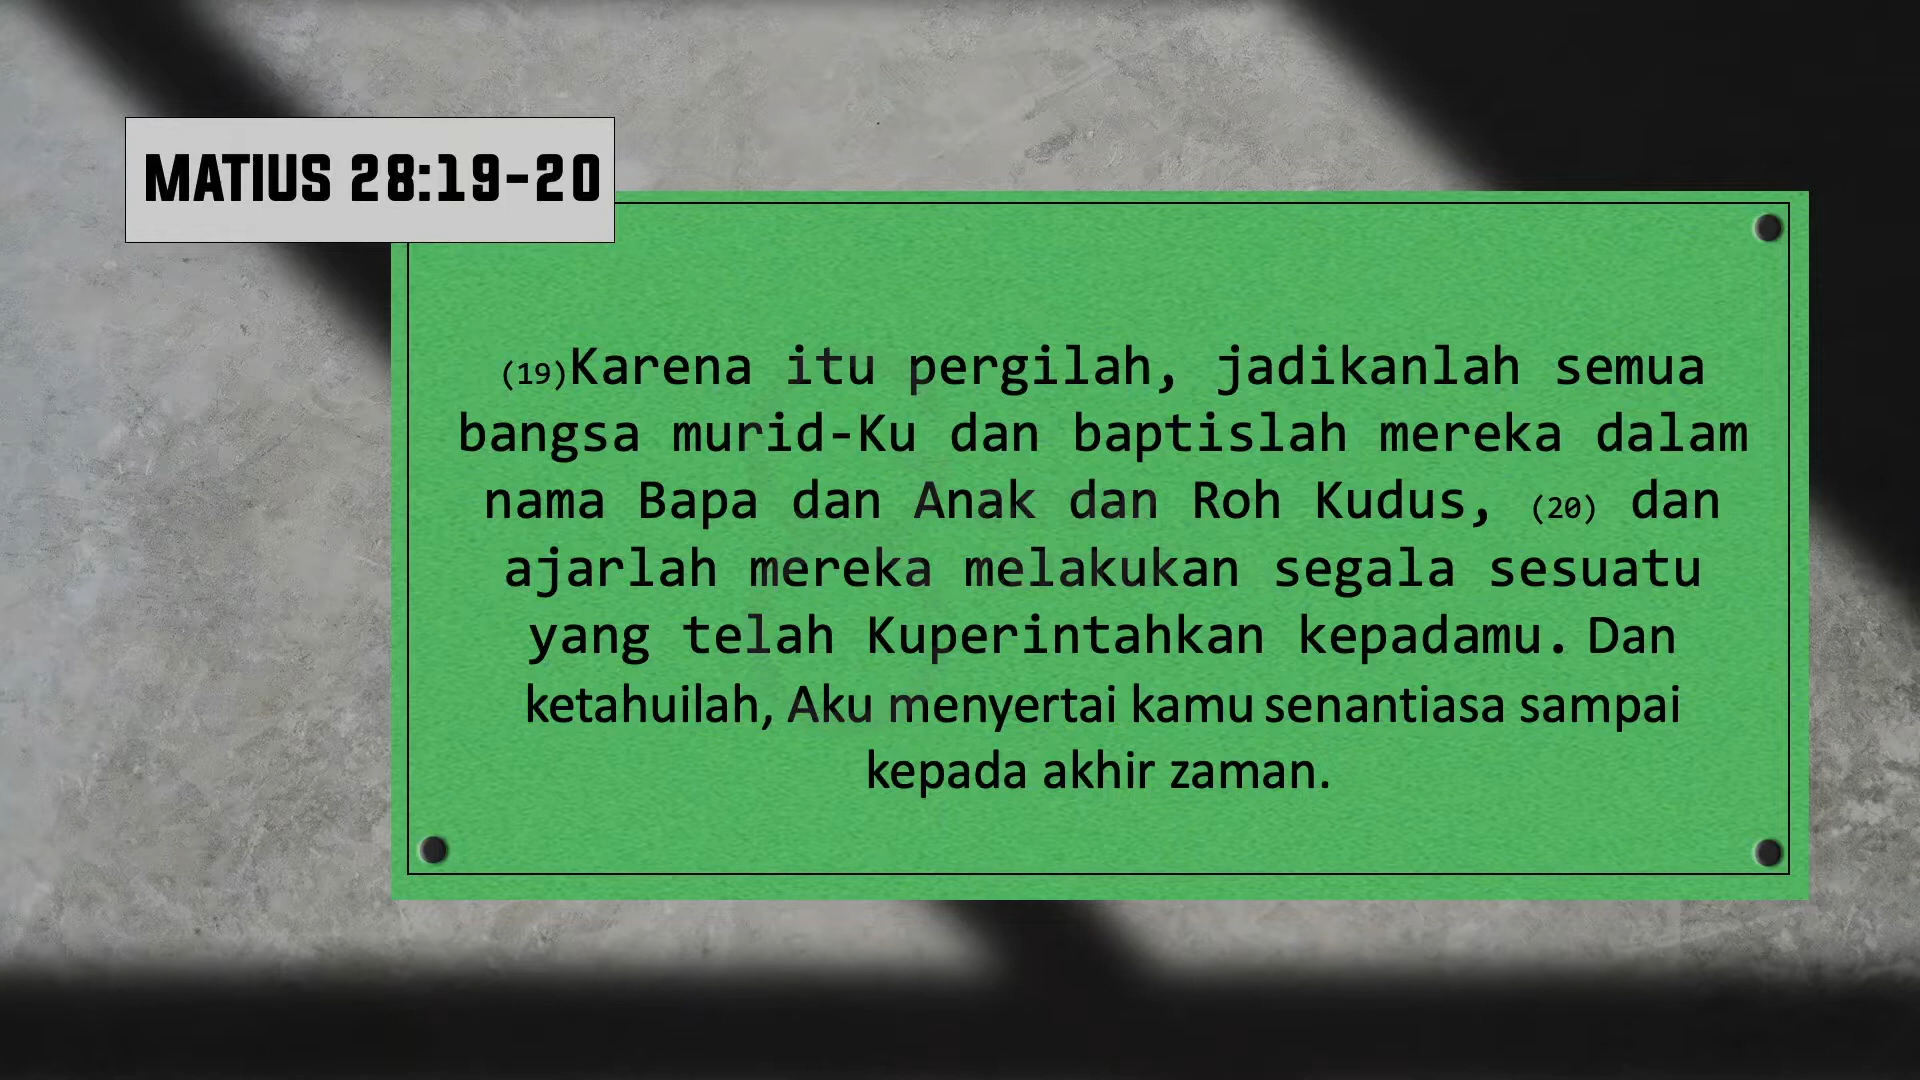 MATIUS 28:19-20
(19)Karena itu pergilah, jadikanlah semua
bangsa murid-Ku dan baptislah mereka dalam
nama Bapa dan Anak dan Roh Kudus, (20) dan
ajarlah mereka melakukan segala sesuatu
yang telah Kuperintahkan kepadamu. Dan
ketahuilah, Aku menyertai kamu senantiasa sampai
kepada akhir zaman.